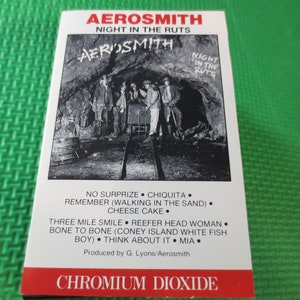 AEROSMITH
NIGHT IN THE RUTS
AEROSMITH
NIGHT
IN THE
RUTS
NO SURPRIZE • CHIQUITA •
REMEMBER (WALKING IN THE SAND) •
CHEESE CAKE •
THREE MILE SMILE • REEFER HEAD WOMAN •
BONE TO BONE (CONEY ISLAND WHITE FISH
BOY) • THINK ABOUT IT • MIA •
Produced by G. Lyons/Aerosmith
CHROMIUM DIOXIDE